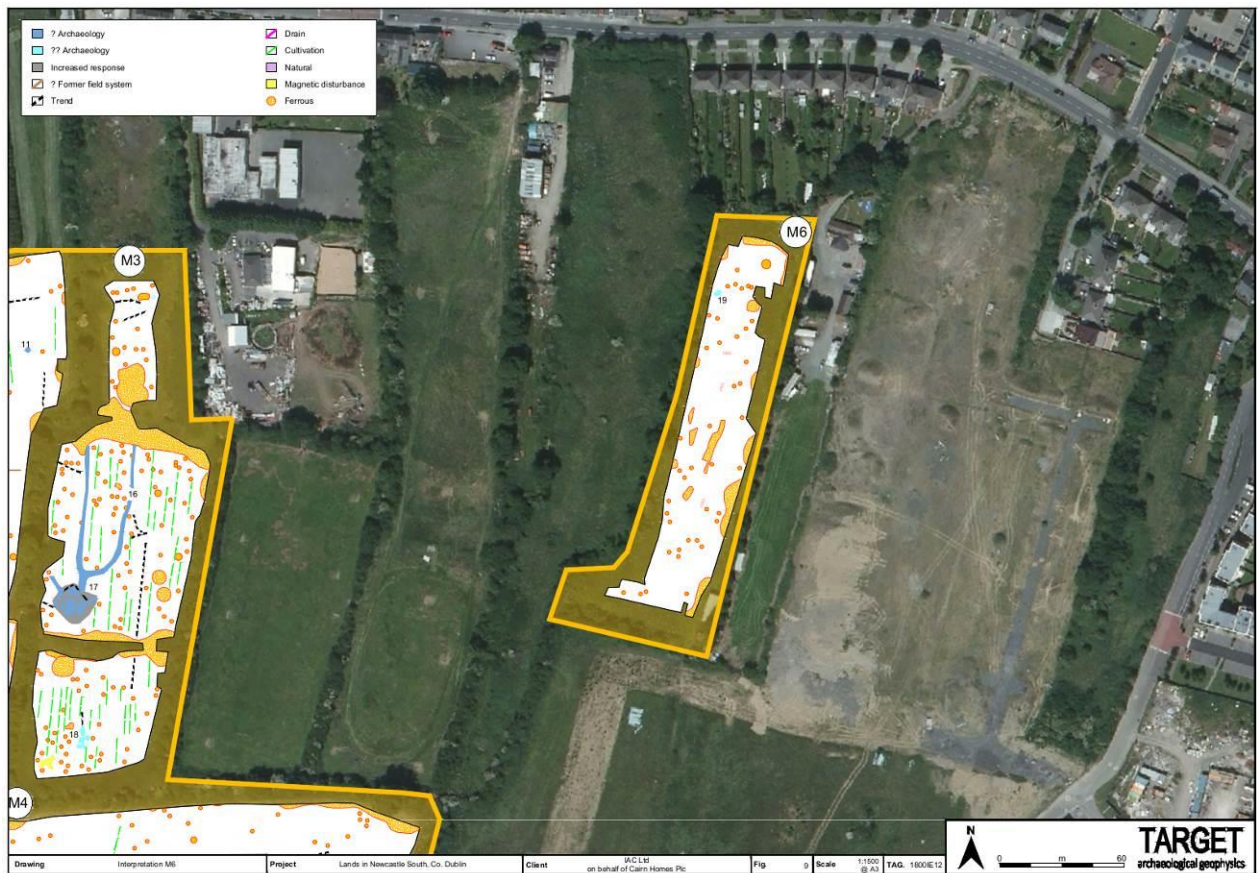 ? Archaeology
?? Archaeology
Increased response
? Former field system
Trend
Drain
Cultivation
Natural
Magnetic disturbance
Ferrous
M3
M6
19
11
16
17
18
M4
N
0 m 60
TARGET
archaeological geophysics
Drawing Interpretation M6
Project Lands in Newcastle South, Co. Dublin
Client IAC Ltd
on behalf of Cairn Homes Plc
Fig. 9
Scale 1:1500
@ A3
TAG. 1800IE12